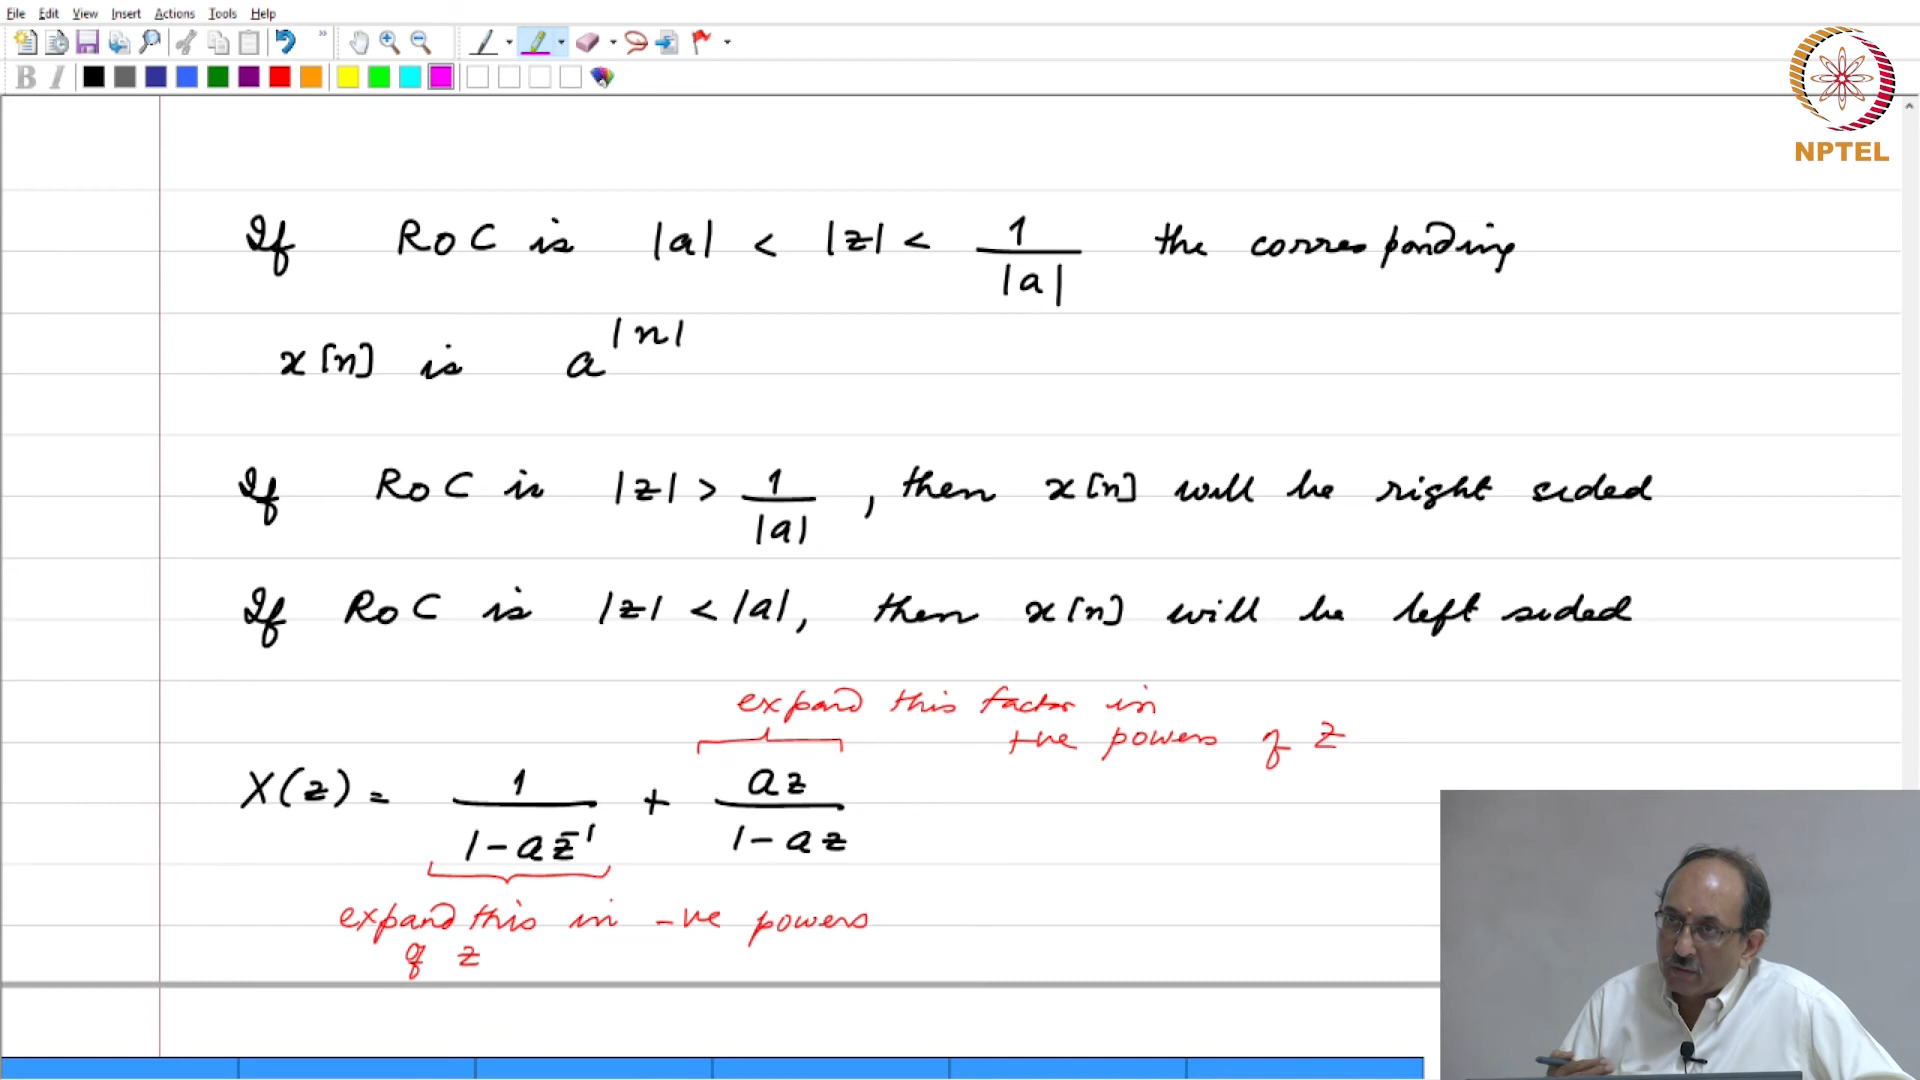 File Edit View Insert Actions Tools Help
B I
NPTEL
If RoC is |a| < |z| < 1/|a| the corresponding
x[n] is a^|n|
If RoC is |z| > 1/|a| , then x[n] will be right sided
If RoC is |z| < |a|, then x[n] will be left sided
expand this factor in
+ve powers of z
X(z) = 1/(1-az^-1) + az/(1-az)
expand this in -ve powers
of z